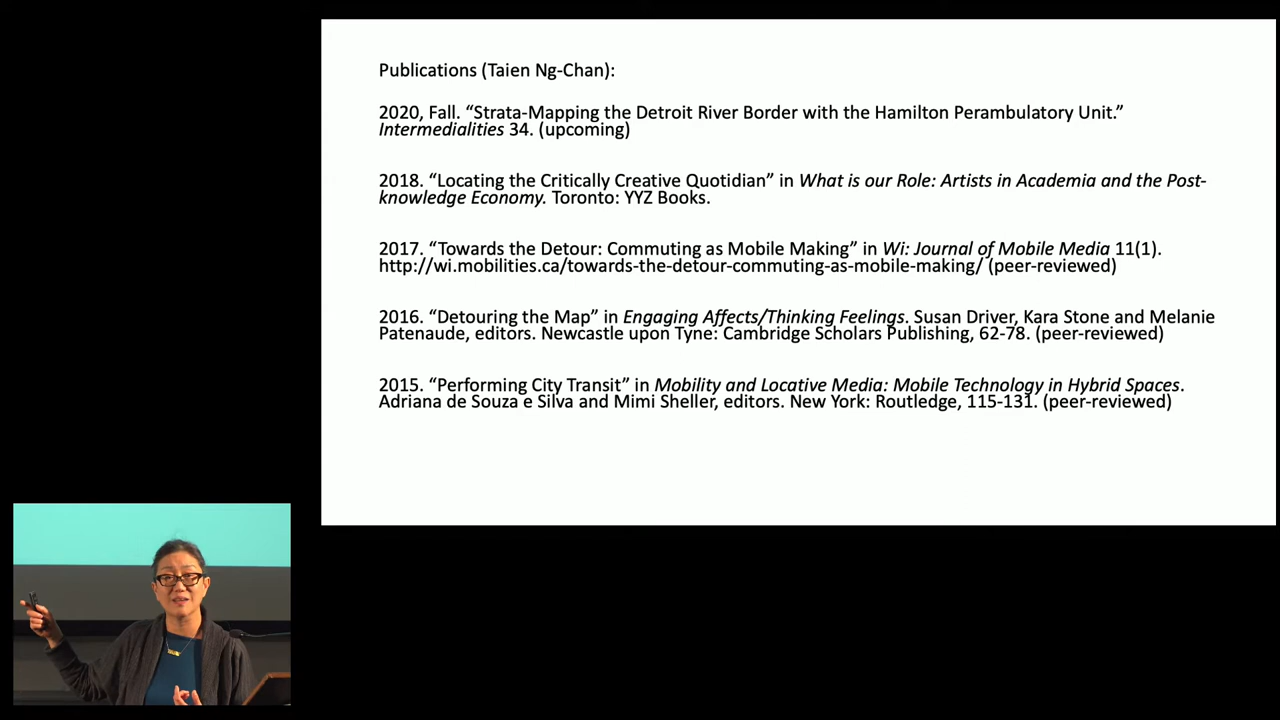 Publications (Taien Ng-Chan):
2020, Fall. “Strata-Mapping the Detroit River Border with the Hamilton Perambulatory Unit.”
Intermedialities 34. (upcoming)
2018. “Locating the Critically Creative Quotidian” in What is our Role: Artists in Academia and the Post-
knowledge Economy. Toronto: YYZ Books.
2017. “Towards the Detour: Commuting as Mobile Making” in Wi: Journal of Mobile Media 11(1).
http://wi.mobilities.ca/towards-the-detour-commuting-as-mobile-making/ (peer-reviewed)
2016. “Detouring the Map” in Engaging Affects/Thinking Feelings. Susan Driver, Kara Stone and Melanie
Patenaude, editors. Newcastle upon Tyne: Cambridge Scholars Publishing, 62-78. (peer-reviewed)
2015. “Performing City Transit” in Mobility and Locative Media: Mobile Technology in Hybrid Spaces.
Adriana de Souza e Silva and Mimi Sheller, editors. New York: Routledge, 115-131. (peer-reviewed)